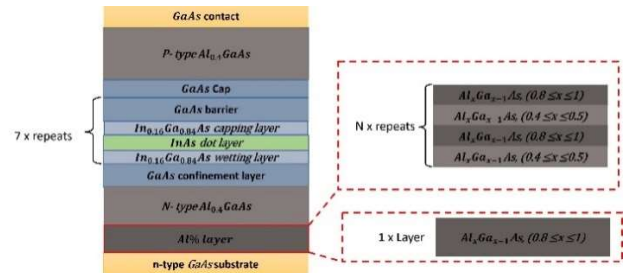 GaAs contact
P- type Al0.4GaAs
GaAs Cap
GaAs barrier
In0.16Ga0.84As capping layer
InAs dot layer
In0.16Ga0.84As wetting layer
GaAs confinement layer
7 x repeats
N- type Al0.4GaAs
Al% layer
n-type GaAs substrate
N x repeats
AlxGax−1As, (0.8 ≤x≤1)
AlxGax−1As, (0.4 ≤x≤0.5)
AlxGax−1As, (0.8 ≤x≤1)
AlxGax−1As, (0.4 ≤x≤0.5)
1 x Layer
AlxGax−1As, (0.8 ≤x≤1)